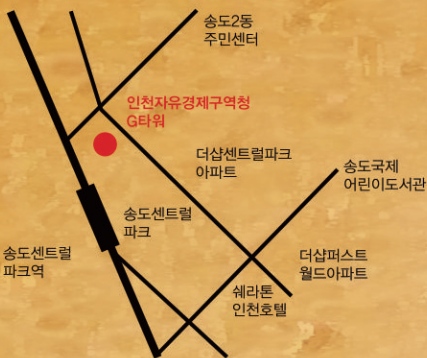 송도2동
주민센터
인천자유경제구역청
G타워
더샵센트럴파크
아파트
송도국제
어린이도서관
송도센트럴
파크
송도센트럴
파크역
더샵퍼스트
월드아파트
쉐라톤
인천호텔